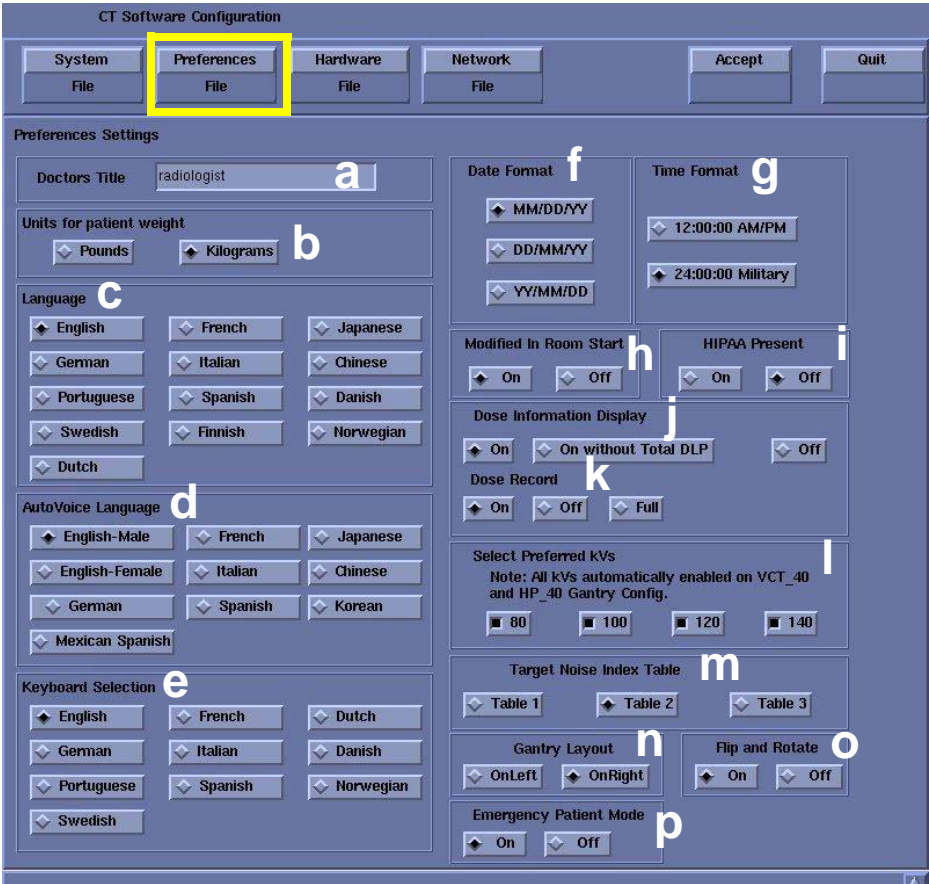 CT Software Configuration
System Preferences Hardware Network Accept Quit
File File File File
Preferences Settings
Doctors Title radiologist a
Units for patient weight
Pounds Kilograms b
Language c
English French Japanese
German Italian Chinese
Portuguese Spanish Danish
Swedish Finnish Norwegian
Dutch
AutoVoice Language d
English-Male French Japanese
English-Female Italian Chinese
German Spanish Korean
Mexican Spanish
Keyboard Selection e
English French Dutch
German Italian Danish
Portuguese Spanish Norwegian
Swedish
Date Format f
MM/DD/YY
DD/MM/YY
YY/MM/DD
Time Format g
12:00:00 AM/PM
24:00:00 Military
Modified In Room Start h
On Off
HIPAA Present i
On Off
Dose Information Display j
On On without Total DLP Off
Dose Record k
On Off Full
Select Preferred kVs l
Note: All kVs automatically enabled on VCT_40
and HP_40 Gantry Config.
80 100 120 140
Target Noise Index Table m
Table 1 Table 2 Table 3
Gantry Layout n
OnLeft OnRight
Flip and Rotate o
On Off
Emergency Patient Mode p
On Off